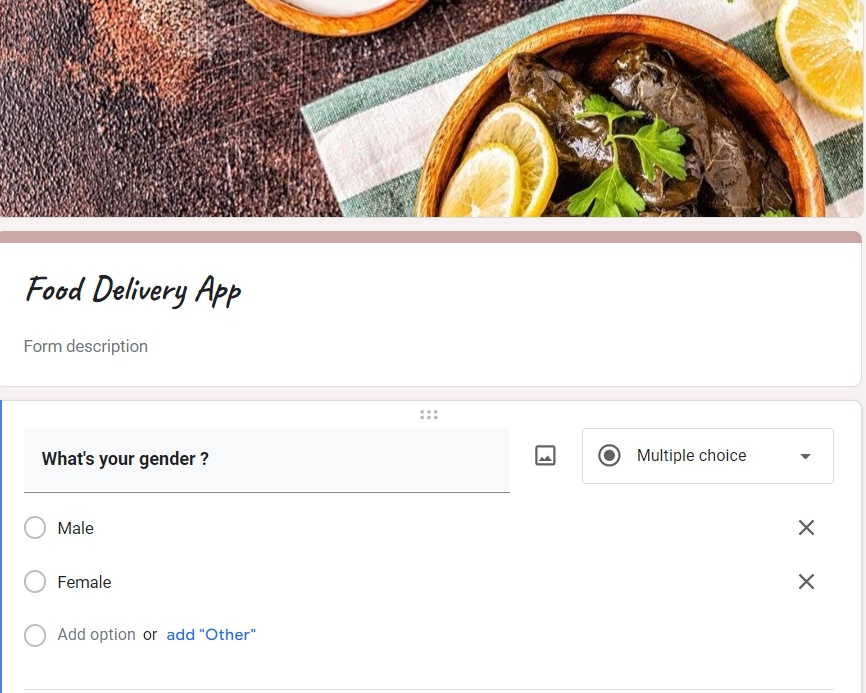 Food Delivery App
Form description
What's your gender ?
Multiple choice
Male
Female
Add option or add "Other"